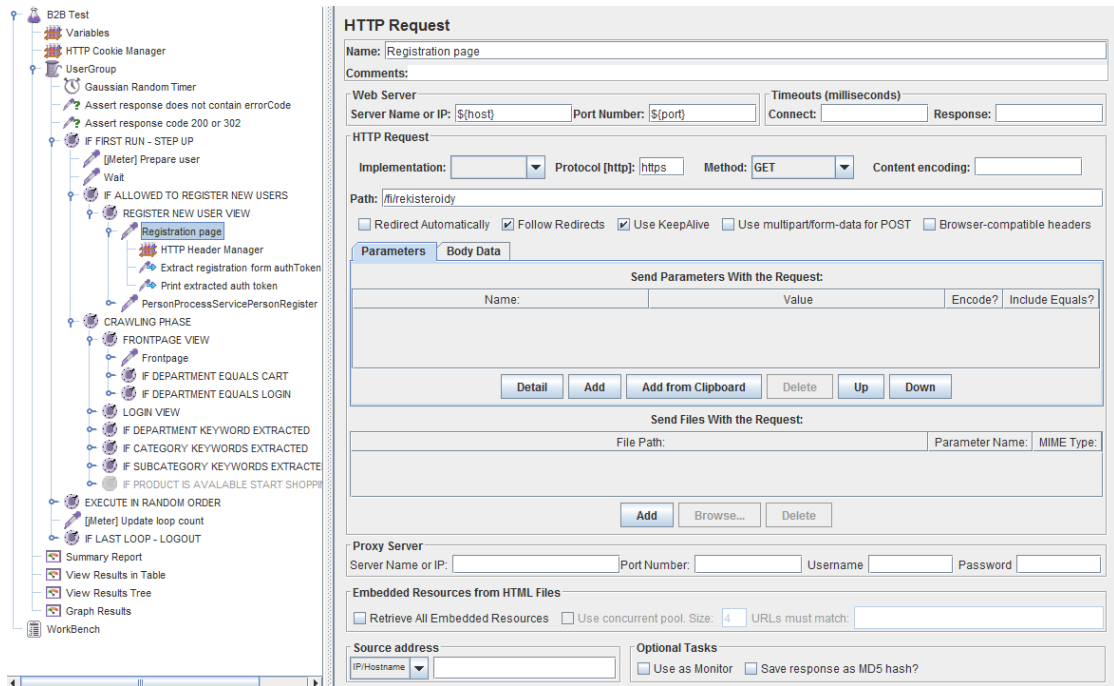 B2B Test
Variables
HTTP Cookie Manager
UserGroup
Gaussian Random Timer
Assert response does not contain errorCode
Assert response code 200 or 302
IF FIRST RUN - STEP UP
[jMeter] Prepare user
Wait
IF ALLOWED TO REGISTER NEW USERS
REGISTER NEW USER VIEW
Registration page
HTTP Header Manager
Extract registration form authToken
Print extracted auth token
PersonProcessServicePersonRegister
CRAWLING PHASE
FRONTPAGE VIEW
Frontpage
IF DEPARTMENT EQUALS CART
IF DEPARTMENT EQUALS LOGIN
LOGIN VIEW
IF DEPARTMENT KEYWORD EXTRACTED
IF CATEGORY KEYWORDS EXTRACTED
IF SUBCATEGORY KEYWORDS EXTRACTE
IF PRODUCT IS AVALABLE START SHOPPIN
EXECUTE IN RANDOM ORDER
[jMeter] Update loop count
IF LAST LOOP - LOGOUT
Summary Report
View Results in Table
View Results Tree
Graph Results
WorkBench
HTTP Request
Name: Registration page
Comments:
Web Server
Server Name or IP: ${host} Port Number: ${port}
Timeouts (milliseconds)
Connect: Response:
HTTP Request
Implementation: Protocol [http]: https Method: GET Content encoding:
Path: /fi/rekisteroidy
Redirect Automatically Follow Redirects Use KeepAlive Use multipart/form-data for POST Browser-compatible headers
Parameters Body Data
Send Parameters With the Request:
Name: Value Encode? Include Equals?
Detail Add Add from Clipboard Delete Up Down
Send Files With the Request:
File Path: Parameter Name: MIME Type:
Add Browse... Delete
Proxy Server
Server Name or IP: Port Number: Username Password
Embedded Resources from HTML Files
Retrieve All Embedded Resources Use concurrent pool. Size: 4 URLs must match:
Source address
IP/Hostname
Optional Tasks
Use as Monitor Save response as MD5 hash?